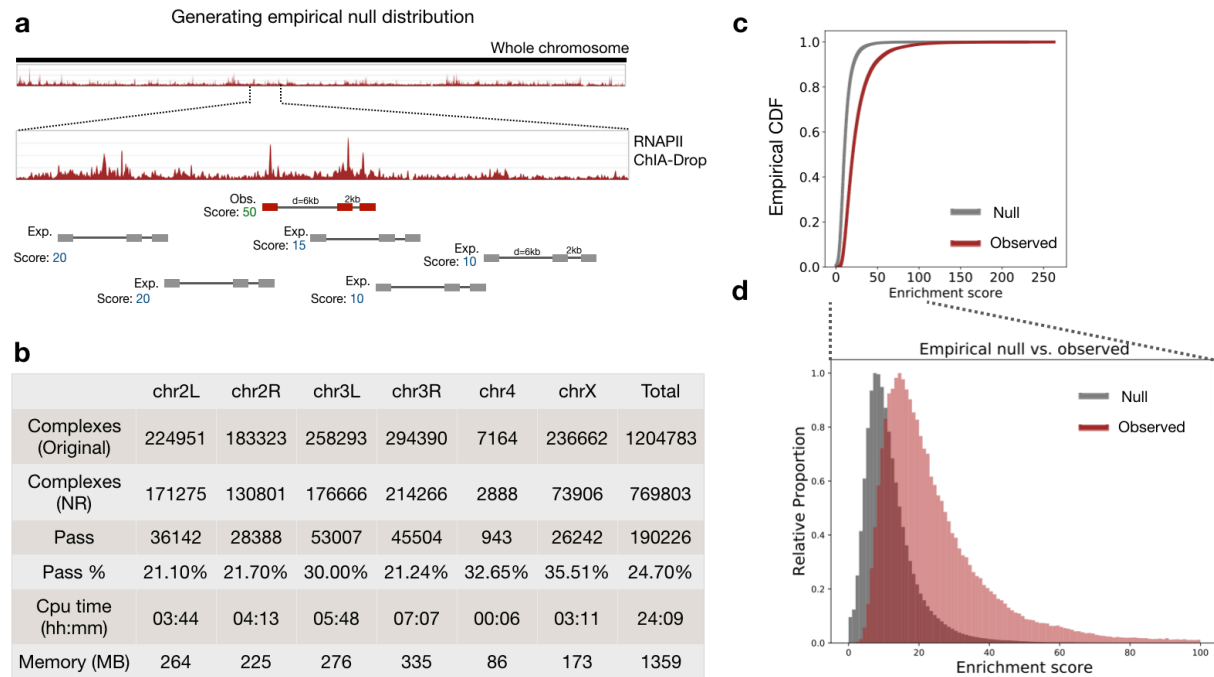 a
Generating empirical null distribution
Whole chromosome
RNAPII
ChIA-Drop
Obs.
Score: 50
d=6kb
2kb
Exp.
Score: 20
Exp.
Score: 15
Exp.
Score: 10
d=6kb
2kb
Exp.
Score: 20
Exp.
Score: 10
b
chr2L chr2R chr3L chr3R chr4 chrX Total
Complexes
(Original)
224951 183323 258293 294390 7164 236662 1204783
Complexes
(NR)
171275 130801 176666 214266 2888 73906 769803
Pass 36142 28388 53007 45504 943 26242 190226
Pass % 21.10% 21.70% 30.00% 21.24% 32.65% 35.51% 24.70%
Cpu time
(hh:mm)
03:44 04:13 05:48 07:07 00:06 03:11 24:09
Memory (MB) 264 225 276 335 86 173 1359
c
Empirical CDF
1.0
0.8
0.6
0.4
0.2
0.0
Null
Observed
0 50 100 150 200 250
Enrichment score
d
Empirical null vs. observed
Relative Proportion
1.0
0.8
0.6
0.4
0.2
0.0
Null
Observed
0 20 40 60 80 100
Enrichment score